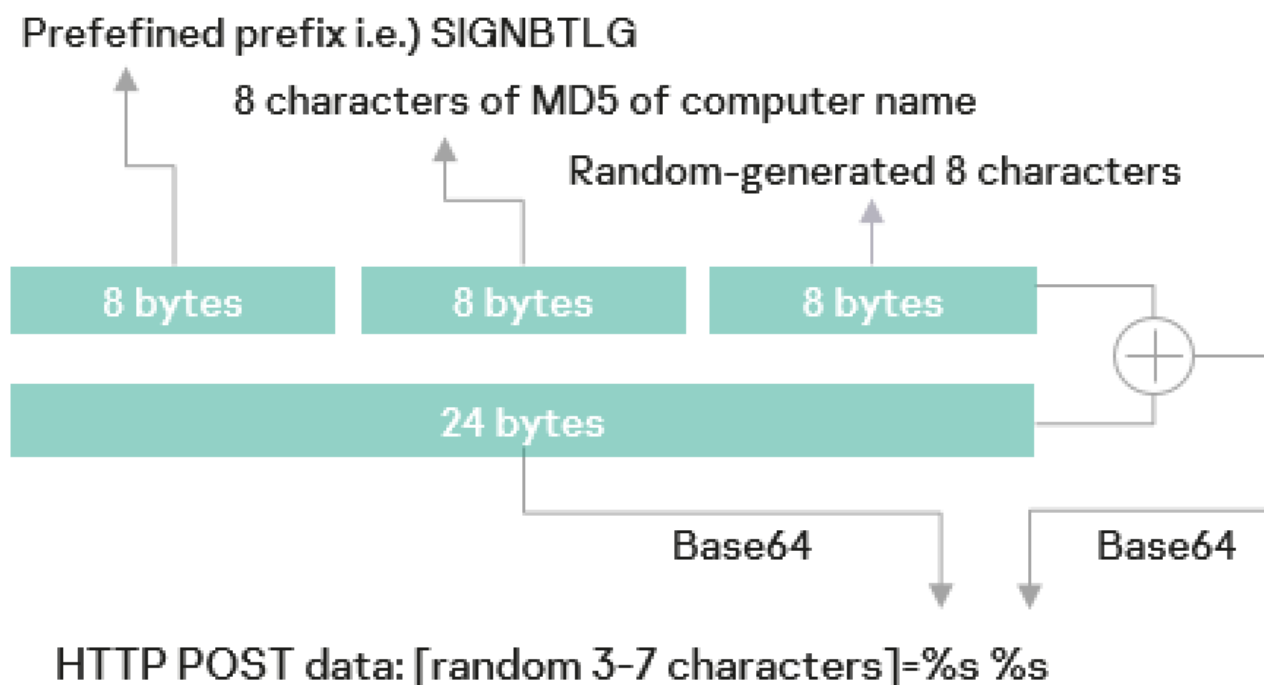 Prefefined prefix i.e.) SIGNBTLG
8 characters of MD5 of computer name
Random-generated 8 characters
8 bytes
8 bytes
8 bytes
24 bytes
Base64
Base64
HTTP POST data: [random 3-7 characters]=%s %s